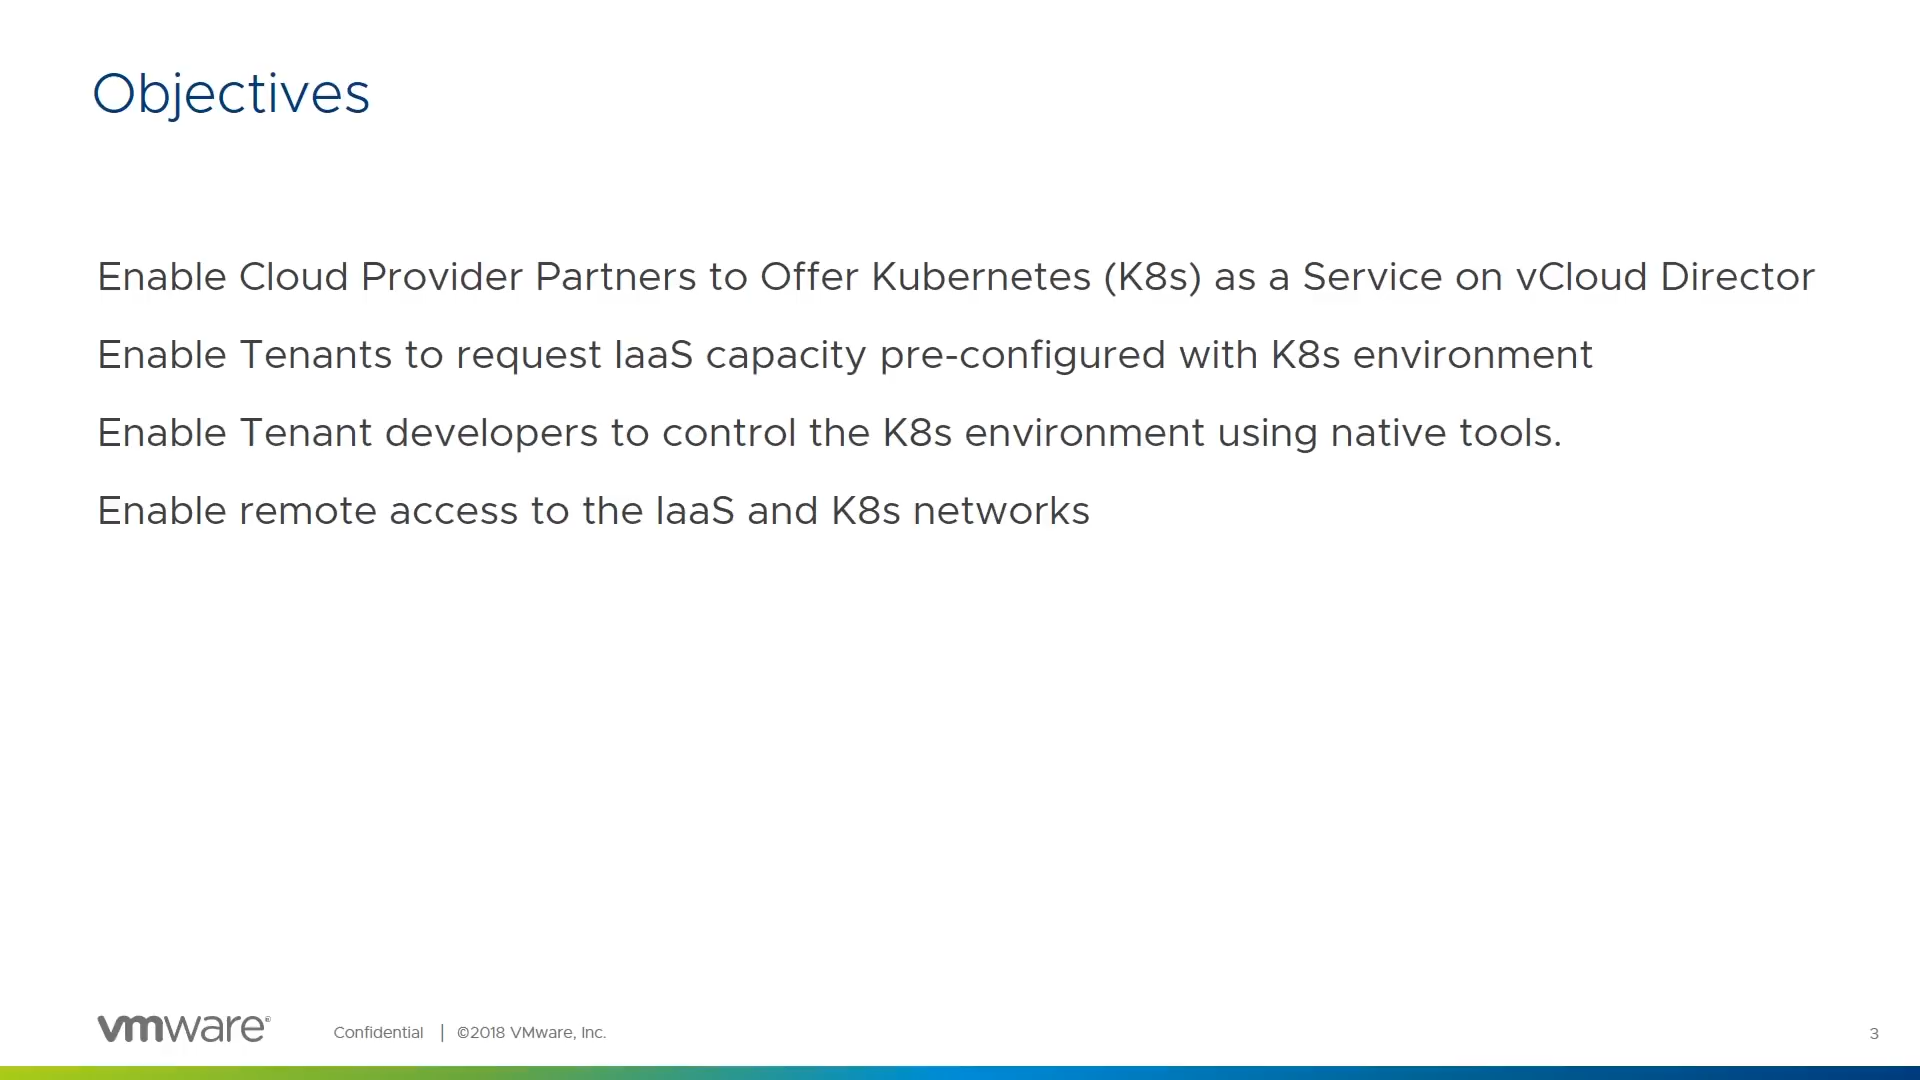 Objectives
Enable Cloud Provider Partners to Offer Kubernetes (K8s) as a Service on vCloud Director
Enable Tenants to request IaaS capacity pre-configured with K8s environment
Enable Tenant developers to control the K8s environment using native tools.
Enable remote access to the IaaS and K8s networks
vmware®
Confidential | ©2018 VMware, Inc.
3